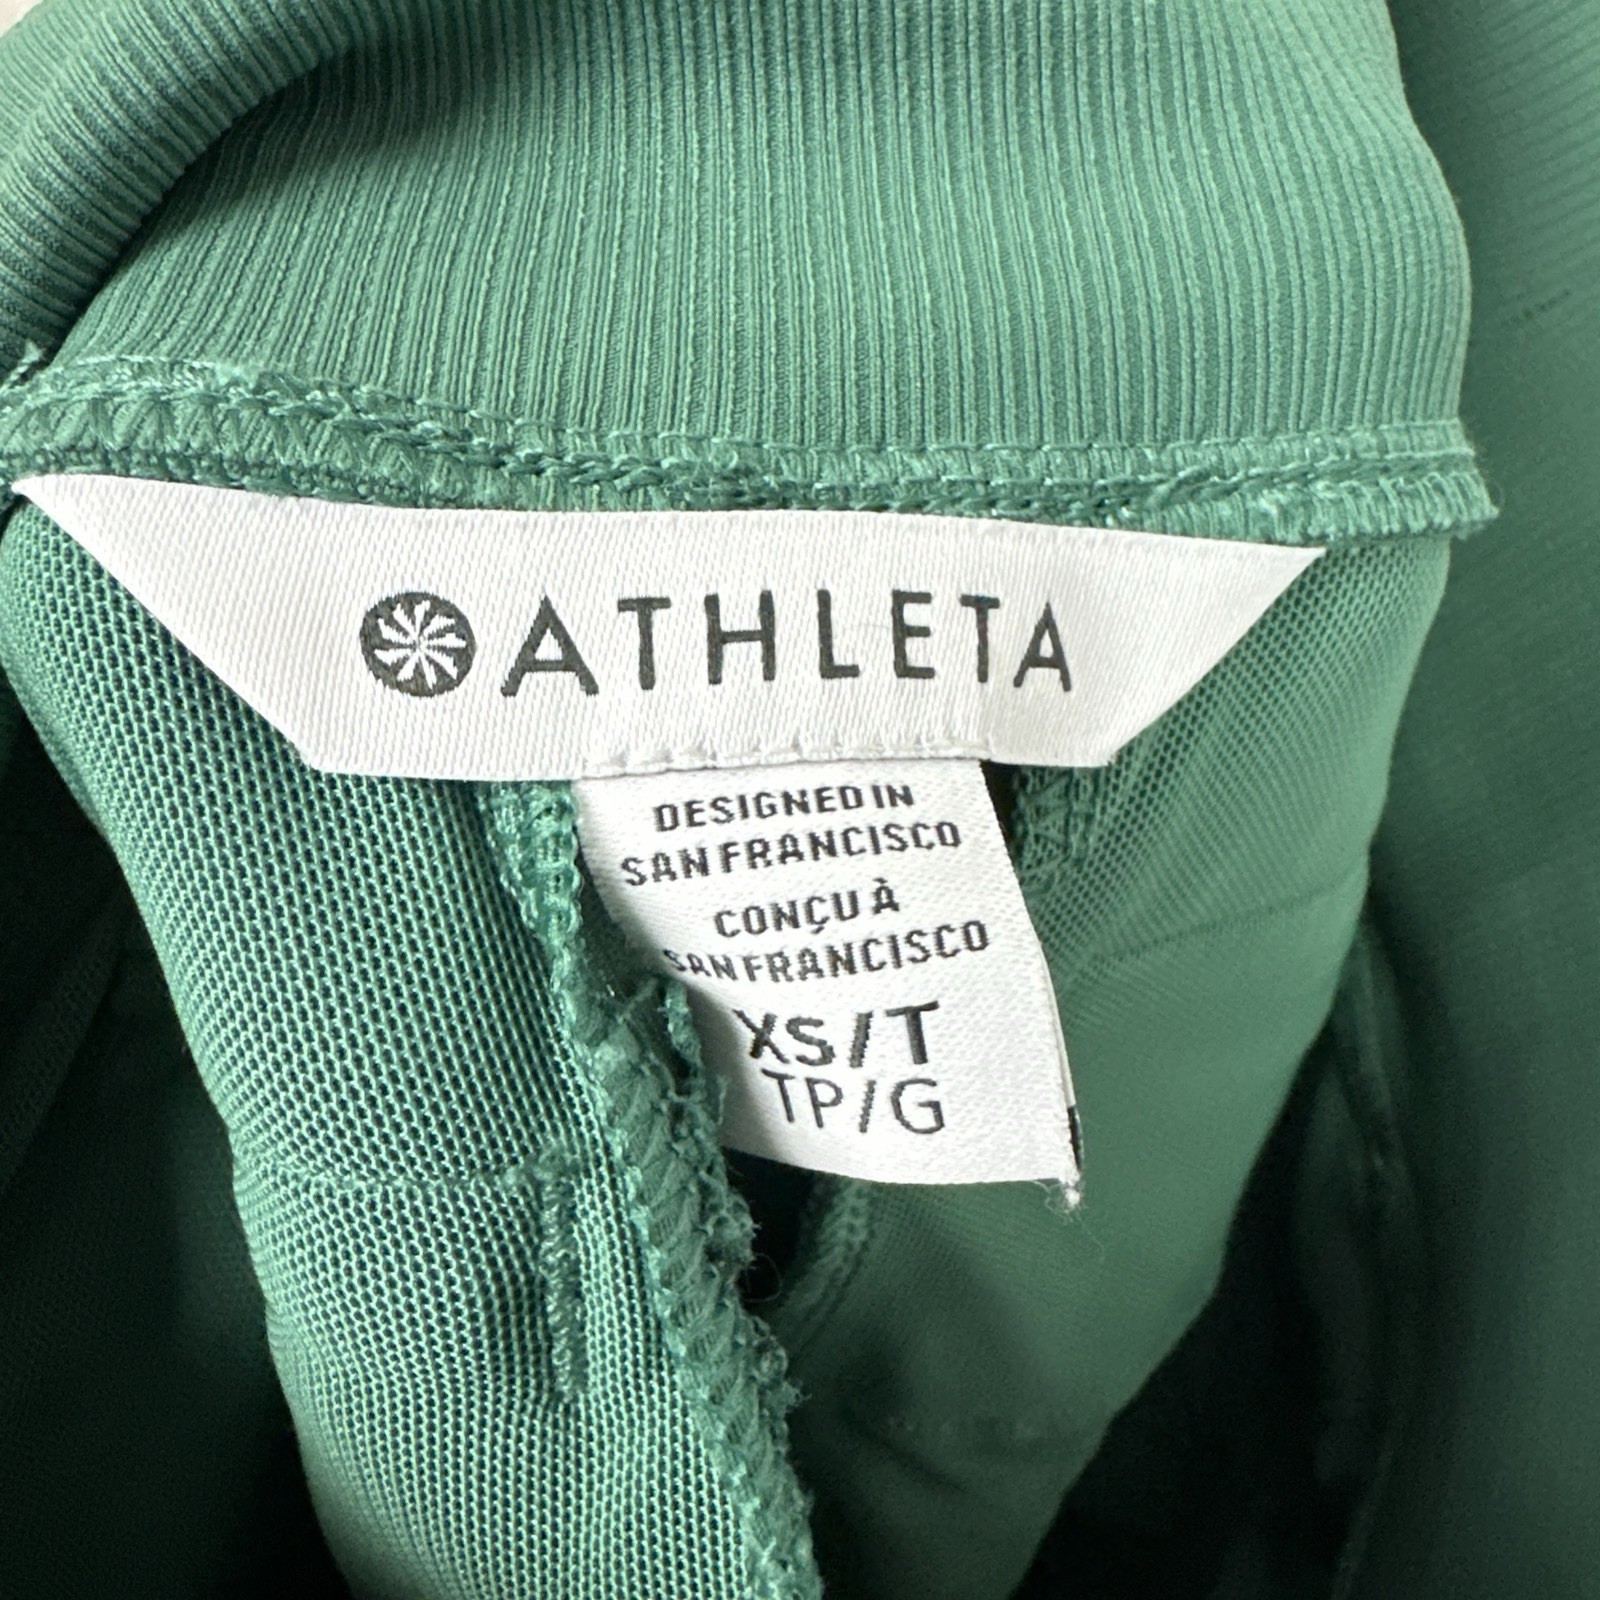 ATHLETA
DESIGNED IN
SAN FRANCISCO
CONÇU À
SAN FRANCISCO
XS/T
TP/G